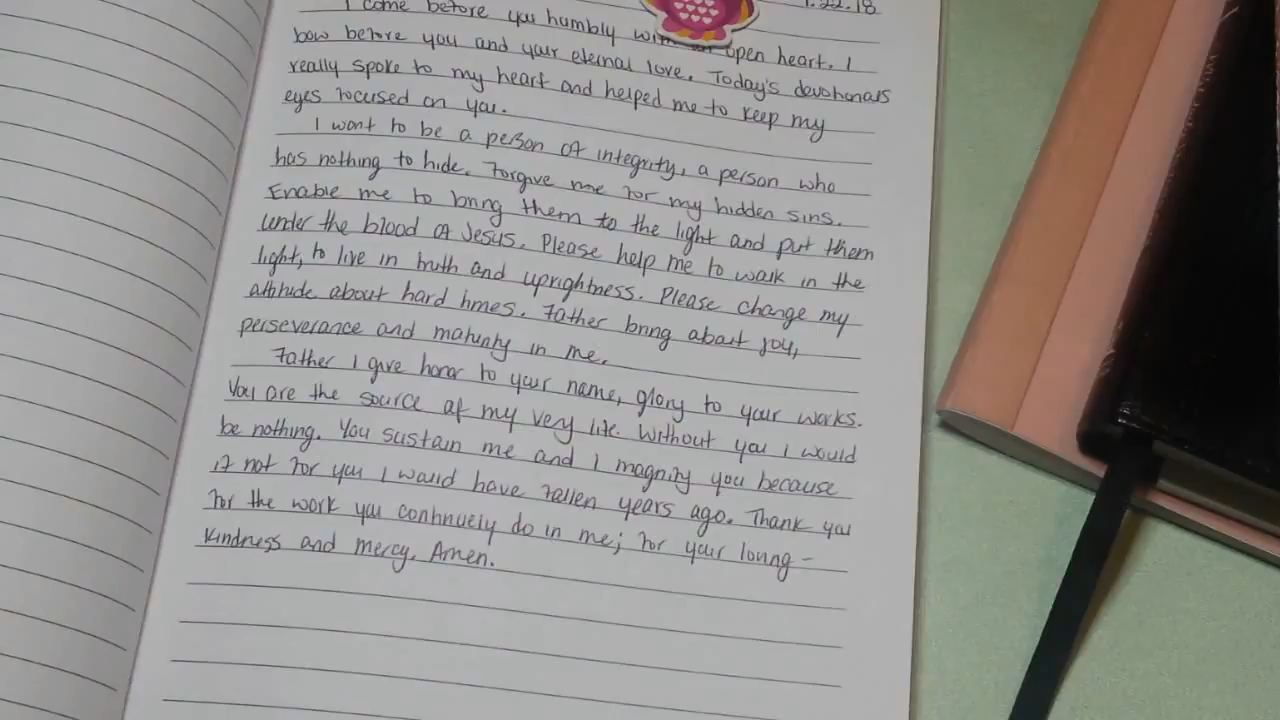 1.22.18
I come before you humbly with an open heart. I
bow before you and your eternal love. Today's devotionals
really spoke to my heart and helped me to keep my
eyes focused on you.
I want to be a person of integrity, a person who
has nothing to hide. Forgive me for my hidden sins.
Enable me to bring them to the light and put them
under the blood of Jesus. Please help me to walk in the
light, to live in truth and uprightness. Please change my
attitude about hard times. Father bring about joy,
perseverance and maturity in me.
Father I give honor to your name, glory to your works.
You are the source of my very life. Without you I would
be nothing. You sustain me and I magnify you because
if not for you I would have fallen years ago. Thank you
for the work you continuely do in me; for your loving-
kindness and mercy. Amen.